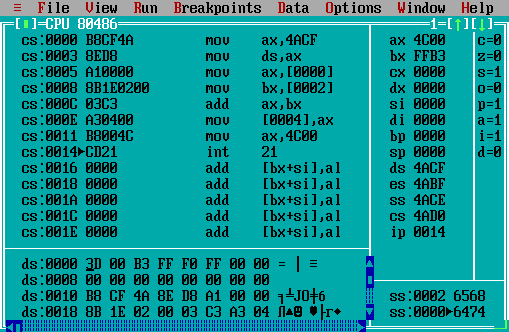 ≡ File View Run Breakpoints Data Options Window Help
[■]=CPU 80486 1=[↑][↓]
cs:0000 B8CF4A mov ax,4ACF ax 4C00 c=0
cs:0003 8ED8 mov ds,ax bx FFB3 z=0
cs:0005 A10000 mov ax,[0000] cx 0000 s=1
cs:0008 8B1E0200 mov bx,[0002] dx 0000 o=0
cs:000C 03C3 add ax,bx si 0000 p=1
cs:000E A30400 mov [0004],ax di 0000 a=1
cs:0011 B8004C mov ax,4C00 bp 0000 i=1
cs:0014►CD21 int 21 sp 0000 d=0
cs:0016 0000 add [bx+si],al ds 4ACF
cs:0018 0000 add [bx+si],al es 4ABF
cs:001A 0000 add [bx+si],al ss 4ACE
cs:001C 0000 add [bx+si],al cs 4AD0
cs:001E 0000 add [bx+si],al ip 0014
ds:0000 3D 00 B3 FF F0 FF 00 00 = │ ≡
ds:0008 00 00 00 00 00 00 00 00
ds:0010 B8 CF 4A 8E D8 A1 00 00 ╕╧JÄ╪í ss:0002 6568
ds:0018 8B 1E 02 00 03 C3 A3 04 ï▲☻ ♥├ú♦ ss:0000►6474